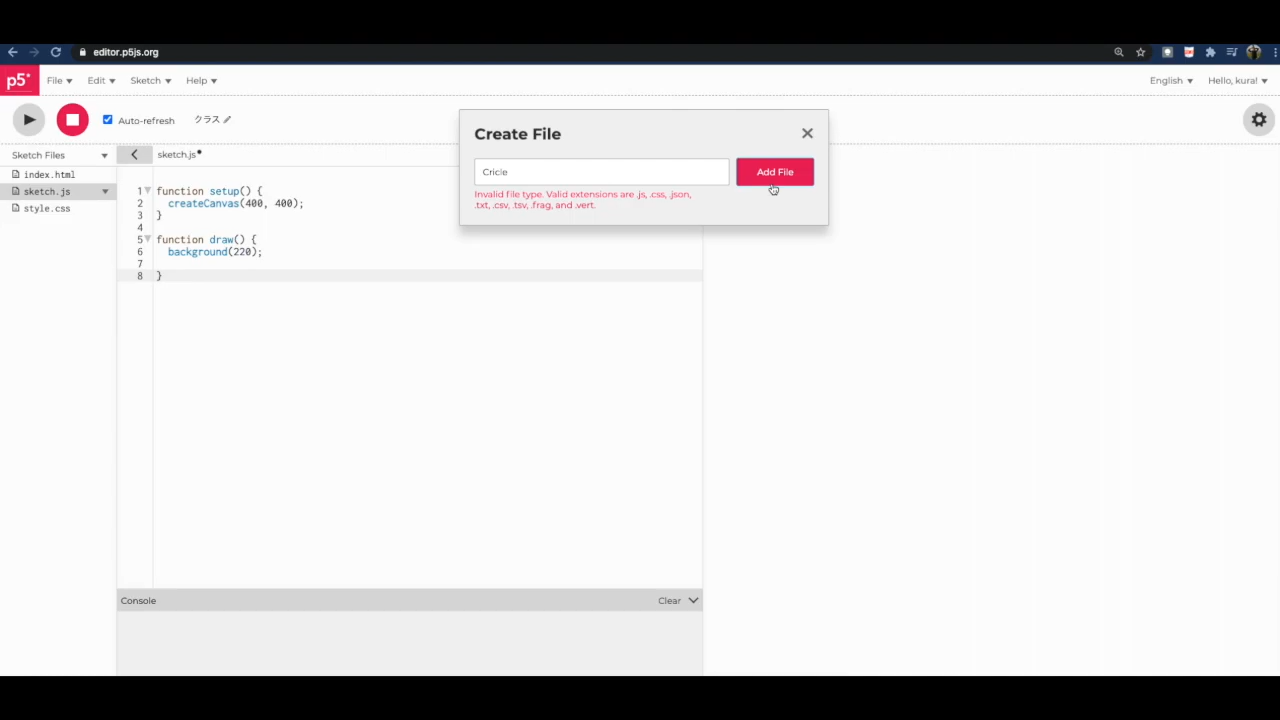 editor.p5js.org
p5* File Edit Sketch Help English Hello, kura!
Auto-refresh クラス
Create File
Cricle
Add File
Invalid file type. Valid extensions are .js, .css, .json,
.txt, .csv, .tsv, .frag, and .vert.
Sketch Files
index.html
sketch.js
style.css
sketch.js
1 function setup() {
2 createCanvas(400, 400);
3 }
4
5 function draw() {
6 background(220);
7
8 }
Console Clear